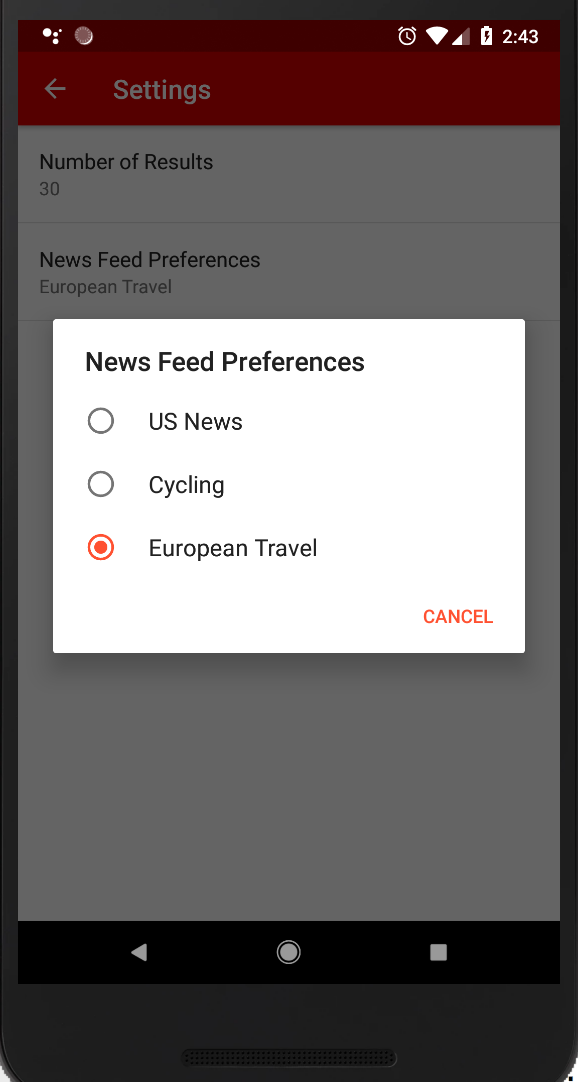 2:43
Settings
Number of Results
30
News Feed Preferences
European Travel
News Feed Preferences
US News
Cycling
European Travel
CANCEL